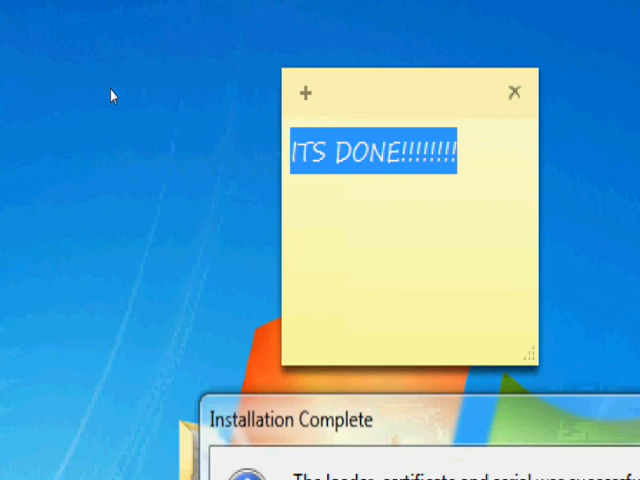 ITS DONE!!!!!!!!
Installation Complete
The loader, certificate and serial was successfu